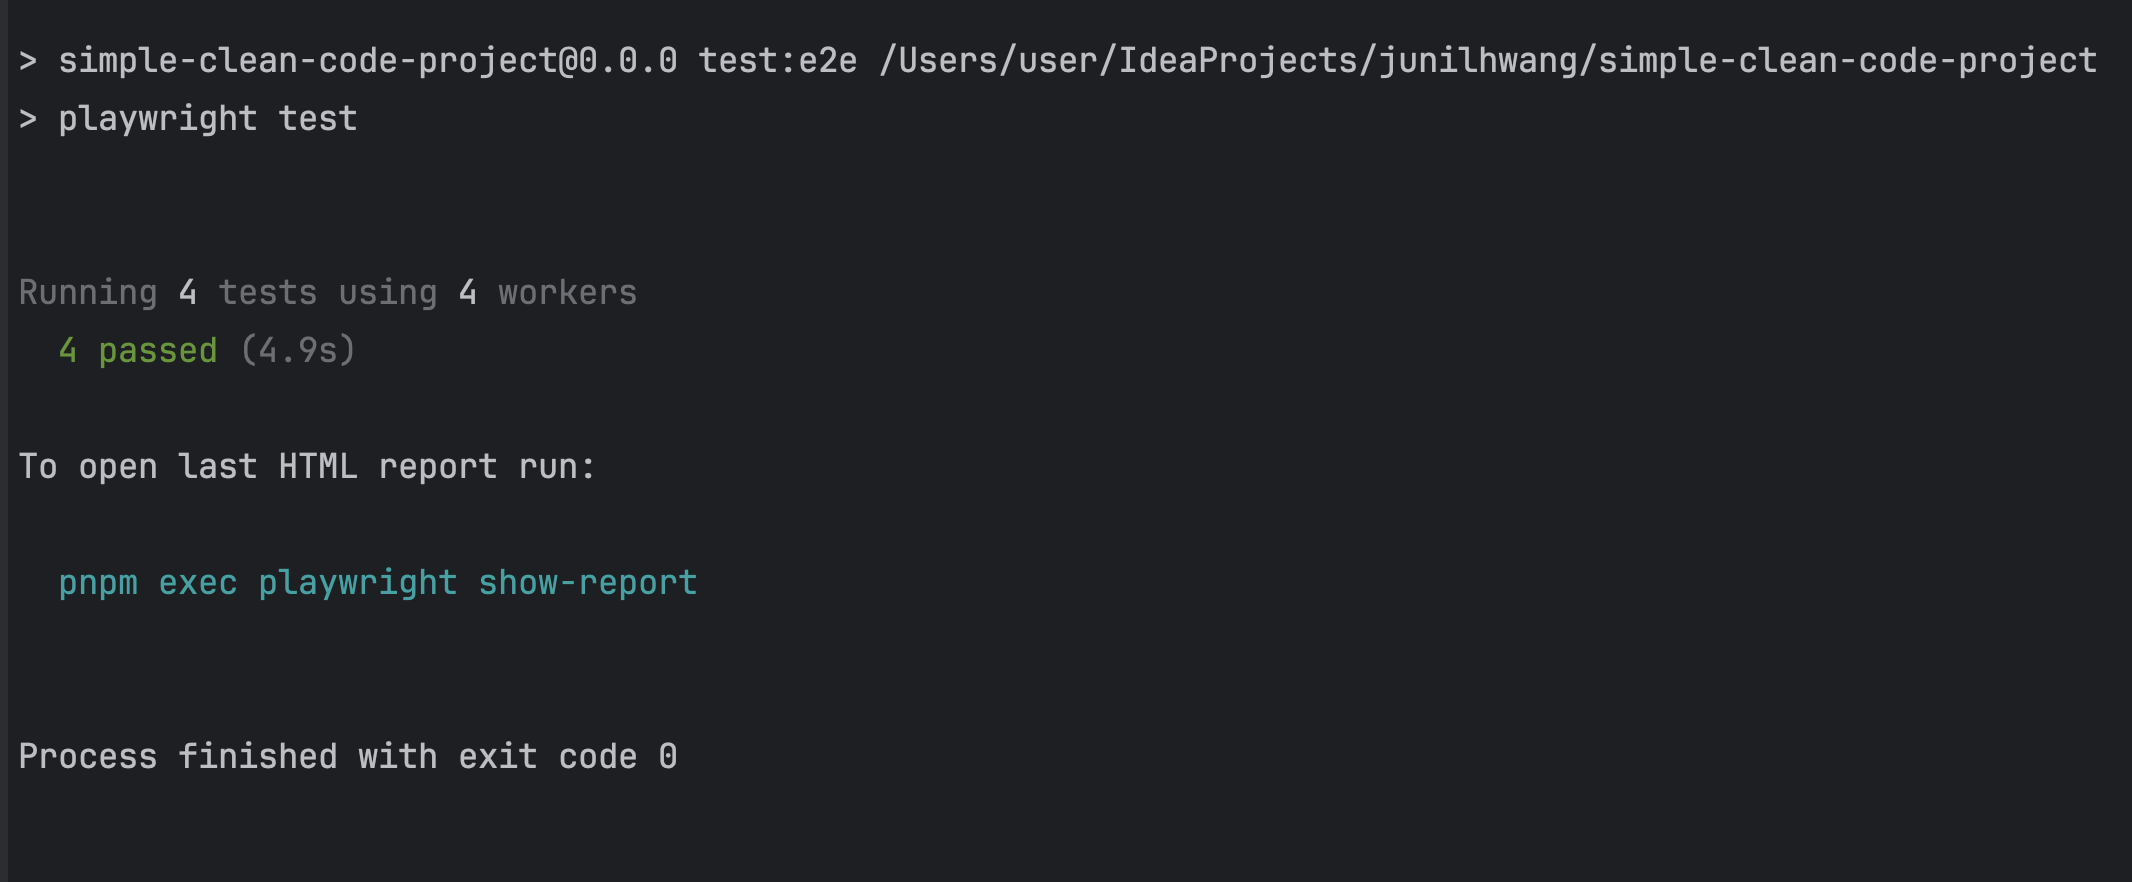 > simple-clean-code-project@0.0.0 test:e2e /Users/user/IdeaProjects/junilhwang/simple-clean-code-project
> playwright test
Running 4 tests using 4 workers
4 passed (4.9s)
To open last HTML report run:
pnpm exec playwright show-report
Process finished with exit code 0